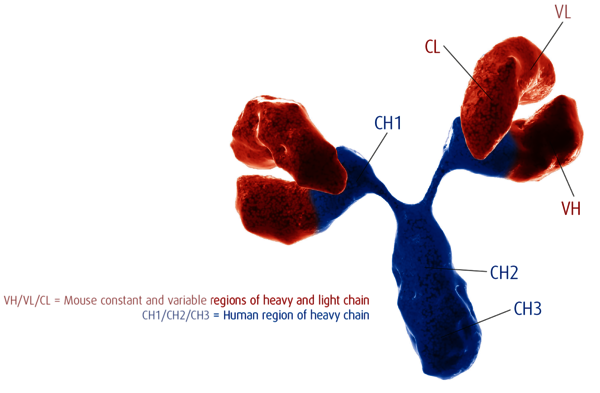 VL
CL
CH1
VH
CH2
CH3
VH/VL/CL = Mouse constant and variable regions of heavy and light chain
CH1/CH2/CH3 = Human region of heavy chain